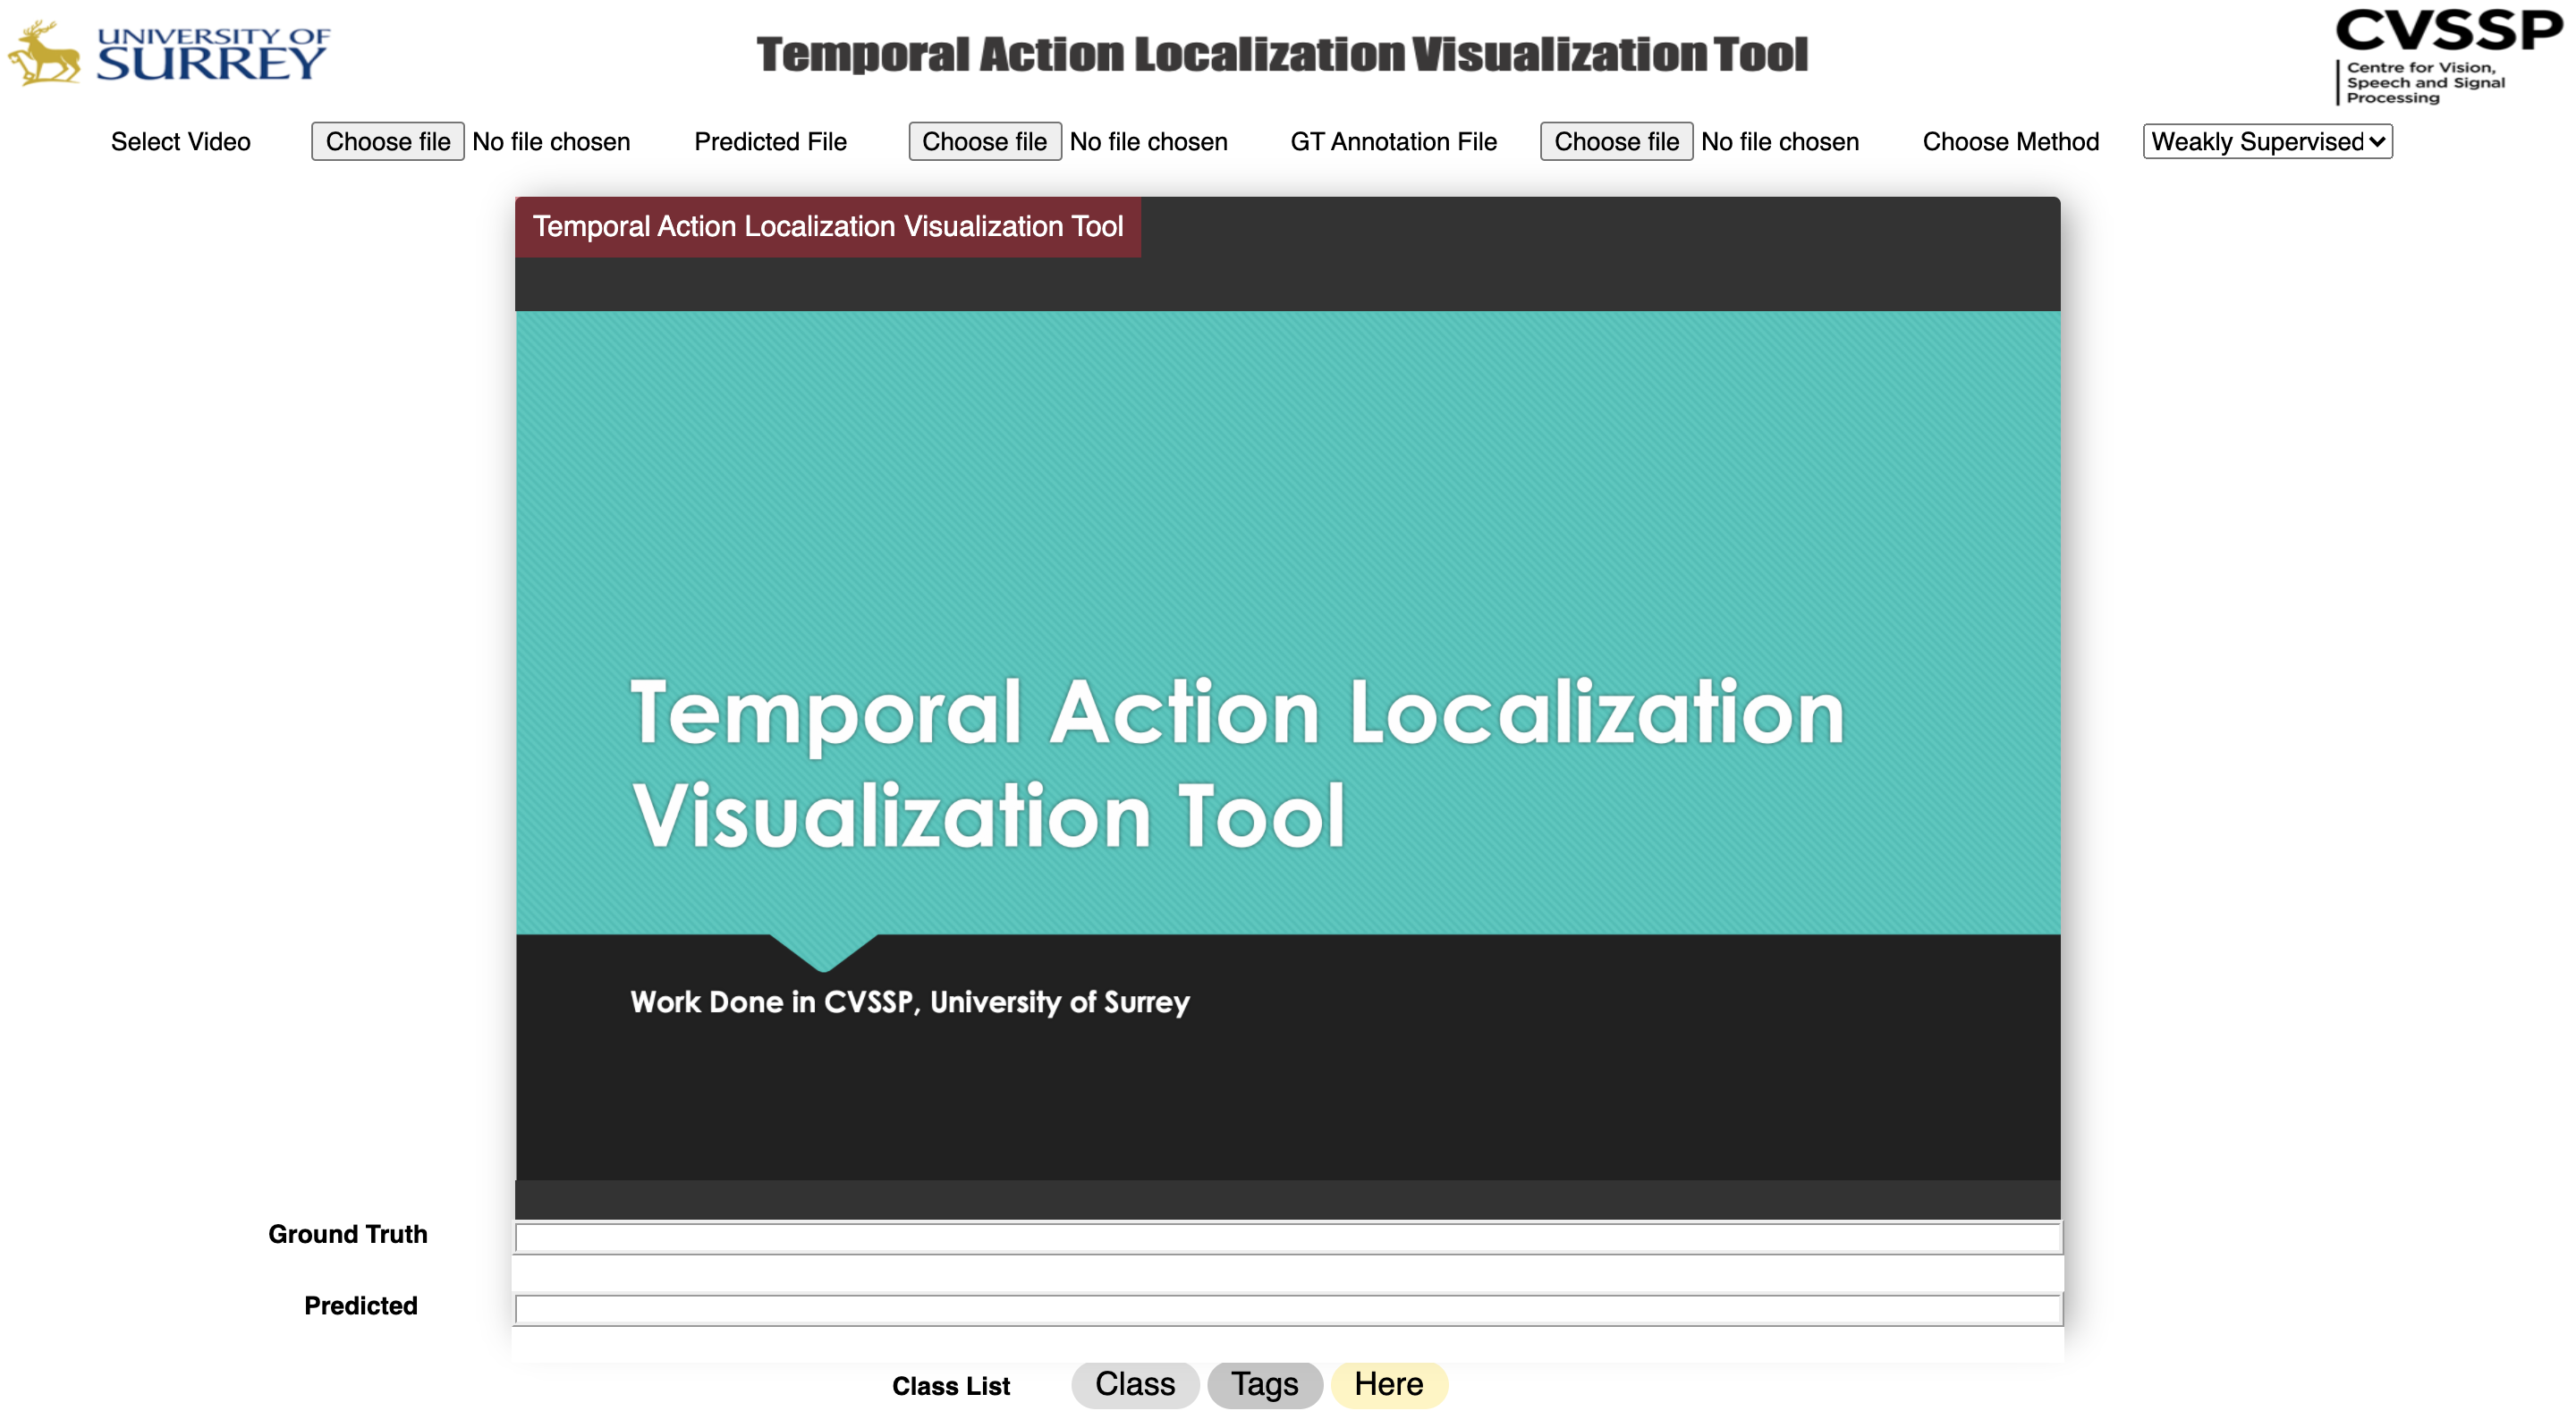 UNIVERSITY OF
SURREY
Temporal Action Localization Visualization Tool
CVSSP
Centre for Vision,
Speech and Signal
Processing
Select Video Choose file No file chosen Predicted File Choose file No file chosen GT Annotation File Choose file No file chosen Choose Method Weakly Supervised
Temporal Action Localization Visualization Tool
Temporal Action Localization
Visualization Tool
Work Done in CVSSP, University of Surrey
Ground Truth
Predicted
Class List Class Tags Here